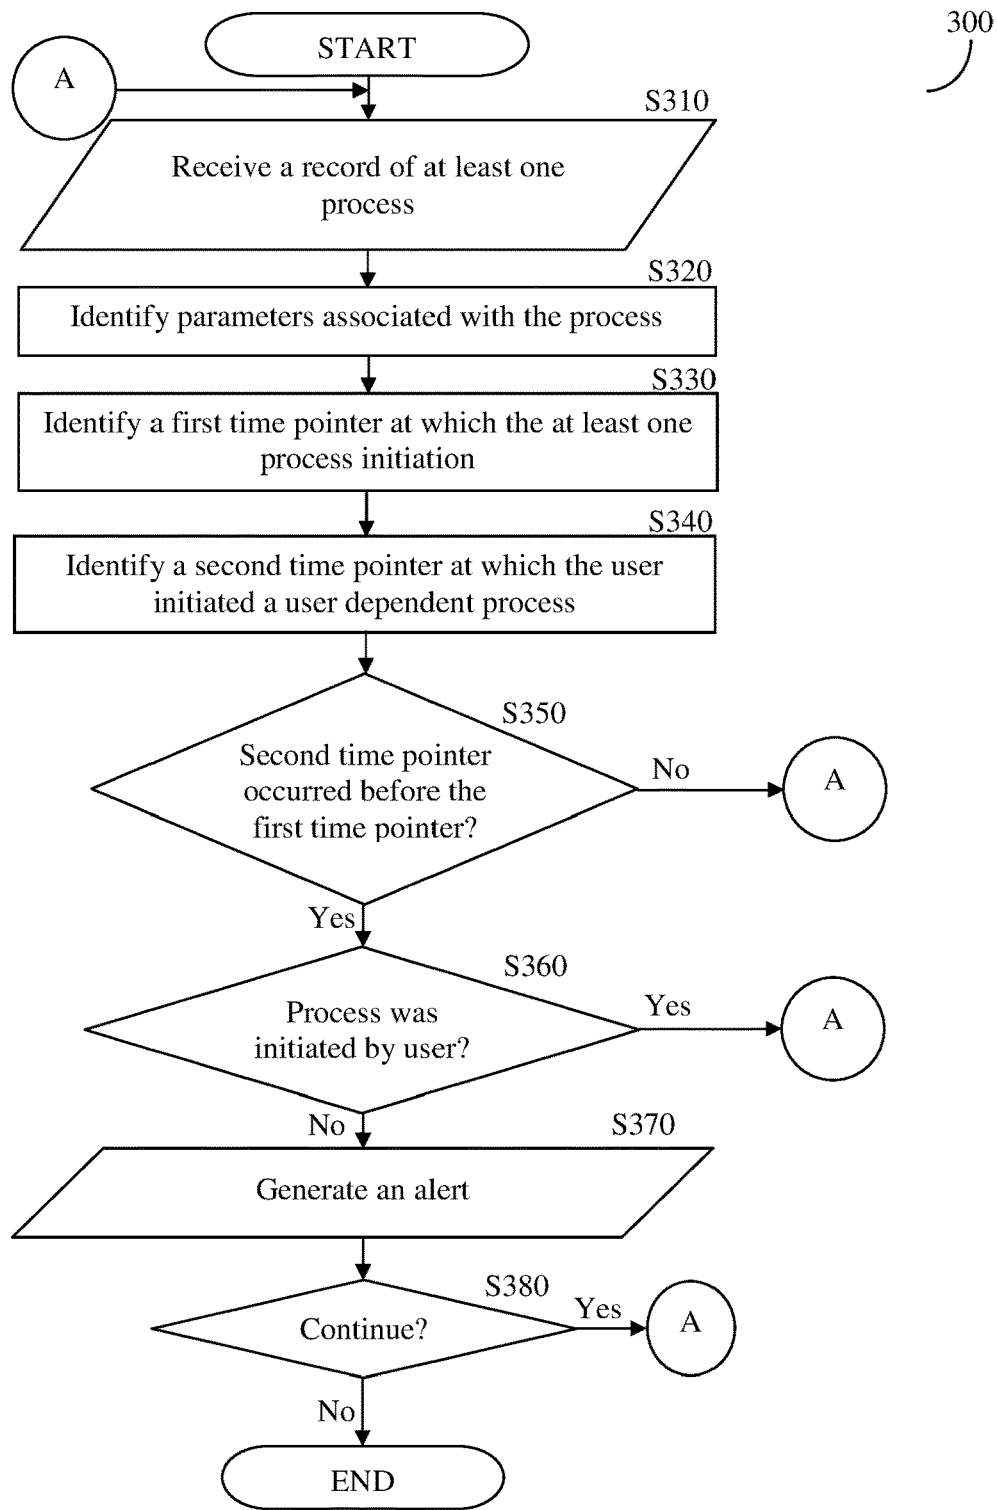 300
START
A
S310
Receive a record of at least one
process
S320
Identify parameters associated with the process
S330
Identify a first time pointer at which the at least one
process initiation
S340
Identify a second time pointer at which the user
initiated a user dependent process
S350
Second time pointer
occurred before the
first time pointer?
No
A
Yes
S360
Process was
initiated by user?
Yes
A
No
S370
Generate an alert
S380
Continue?
Yes
A
No
END